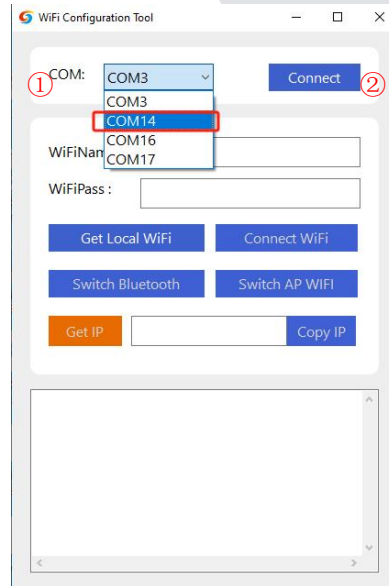 WiFi Configuration Tool
① COM: COM3 Connect ②
COM3
COM14
COM16
COM17
WiFiNam
WiFiPass :
Get Local WiFi Connect WiFi
Switch Bluetooth Switch AP WIFI
Get IP Copy IP